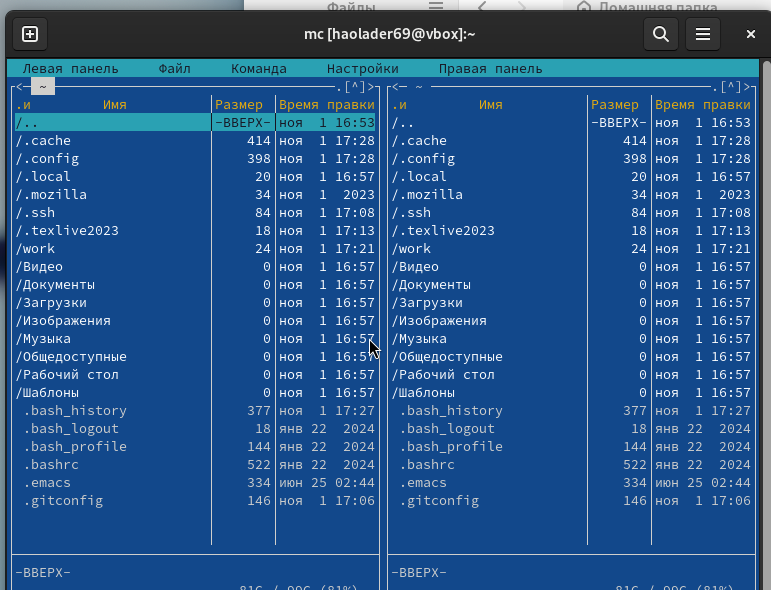 Файлы
Домашняя папка
mc [haolader69@vbox]:~
Левая панель Файл Команда Настройки Правая панель
<─ ~ .[^]> <─ ~ .[^]>
.и Имя Размер Время правки .и Имя Размер Время правки
/.. -ВВЕРХ- ноя 1 16:53 /.. -ВВЕРХ- ноя 1 16:53
/.cache 414 ноя 1 17:28 /.cache 414 ноя 1 17:28
/.config 398 ноя 1 17:28 /.config 398 ноя 1 17:28
/.local 20 ноя 1 16:57 /.local 20 ноя 1 16:57
/.mozilla 34 ноя 1 2023 /.mozilla 34 ноя 1 2023
/.ssh 84 ноя 1 17:08 /.ssh 84 ноя 1 17:08
/.texlive2023 18 ноя 1 17:13 /.texlive2023 18 ноя 1 17:13
/work 24 ноя 1 17:21 /work 24 ноя 1 17:21
/Видео 0 ноя 1 16:57 /Видео 0 ноя 1 16:57
/Документы 0 ноя 1 16:57 /Документы 0 ноя 1 16:57
/Загрузки 0 ноя 1 16:57 /Загрузки 0 ноя 1 16:57
/Изображения 0 ноя 1 16:57 /Изображения 0 ноя 1 16:57
/Музыка 0 ноя 1 16:57 /Музыка 0 ноя 1 16:57
/Общедоступные 0 ноя 1 16:57 /Общедоступные 0 ноя 1 16:57
/Рабочий стол 0 ноя 1 16:57 /Рабочий стол 0 ноя 1 16:57
/Шаблоны 0 ноя 1 16:57 /Шаблоны 0 ноя 1 16:57
.bash_history 377 ноя 1 17:27 .bash_history 377 ноя 1 17:27
.bash_logout 18 янв 22 2024 .bash_logout 18 янв 22 2024
.bash_profile 144 янв 22 2024 .bash_profile 144 янв 22 2024
.bashrc 522 янв 22 2024 .bashrc 522 янв 22 2024
.emacs 334 июн 25 02:44 .emacs 334 июн 25 02:44
.gitconfig 146 ноя 1 17:06 .gitconfig 146 ноя 1 17:06
-ВВЕРХ- -ВВЕРХ-